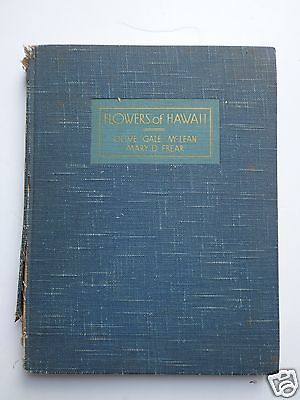 FLOWERS of HAWAII
OLIVE GALE McLEAN
MARY D. FREAR